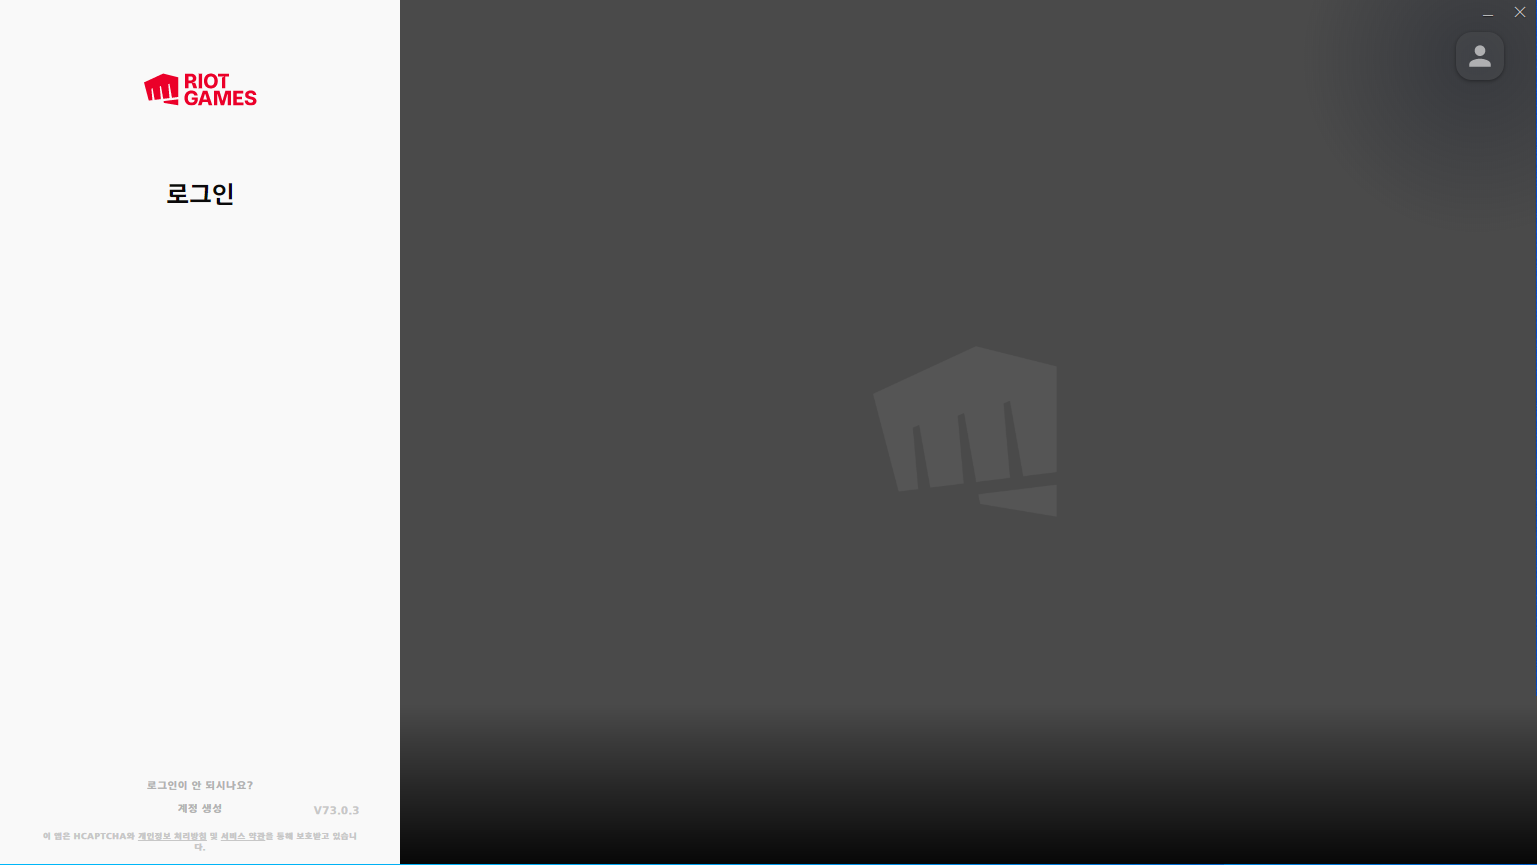 RIOT
GAMES
로그인
로그인이 안 되시나요?
계정 생성
V73.0.3
이 앱은 HCAPTCHA와 개인정보 처리방침 및 서비스 약관을 통해 보호받고 있습니
다.